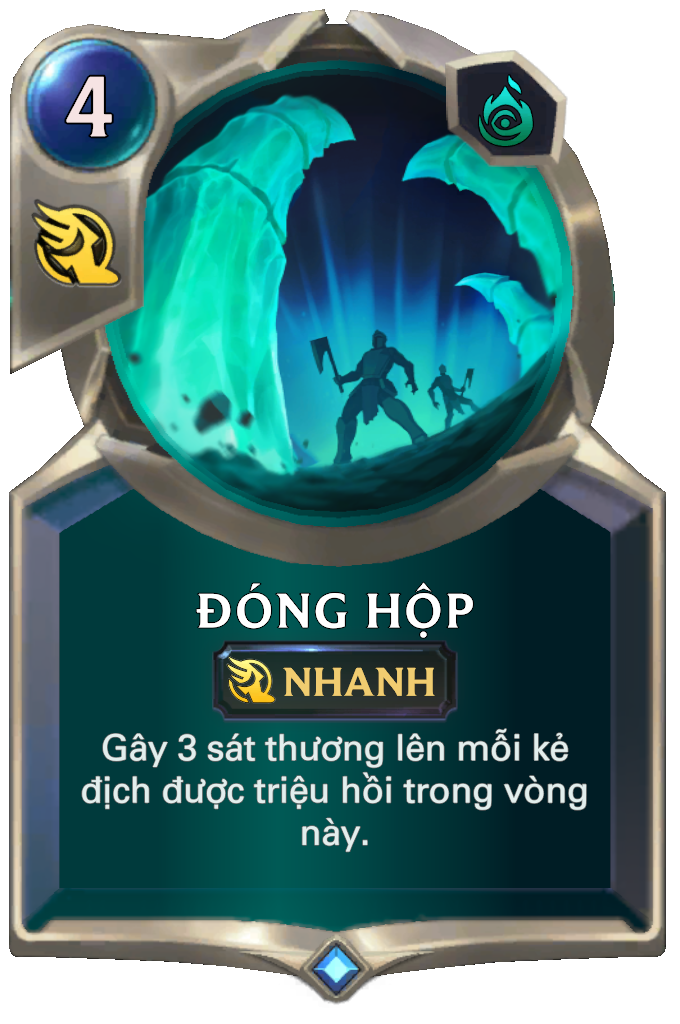 4
ĐÓNG HỘP
NHANH
Gây 3 sát thương lên mỗi kẻ
địch được triệu hồi trong vòng
này.